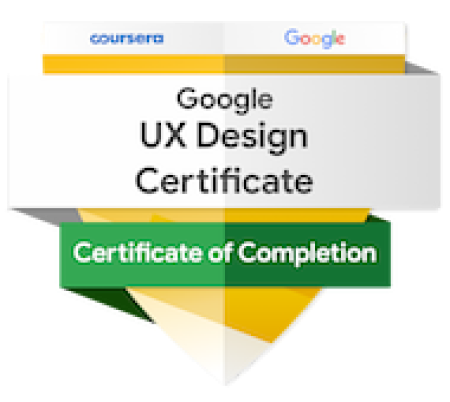 coursera Google
Google
UX Design
Certificate
Certificate of Completion